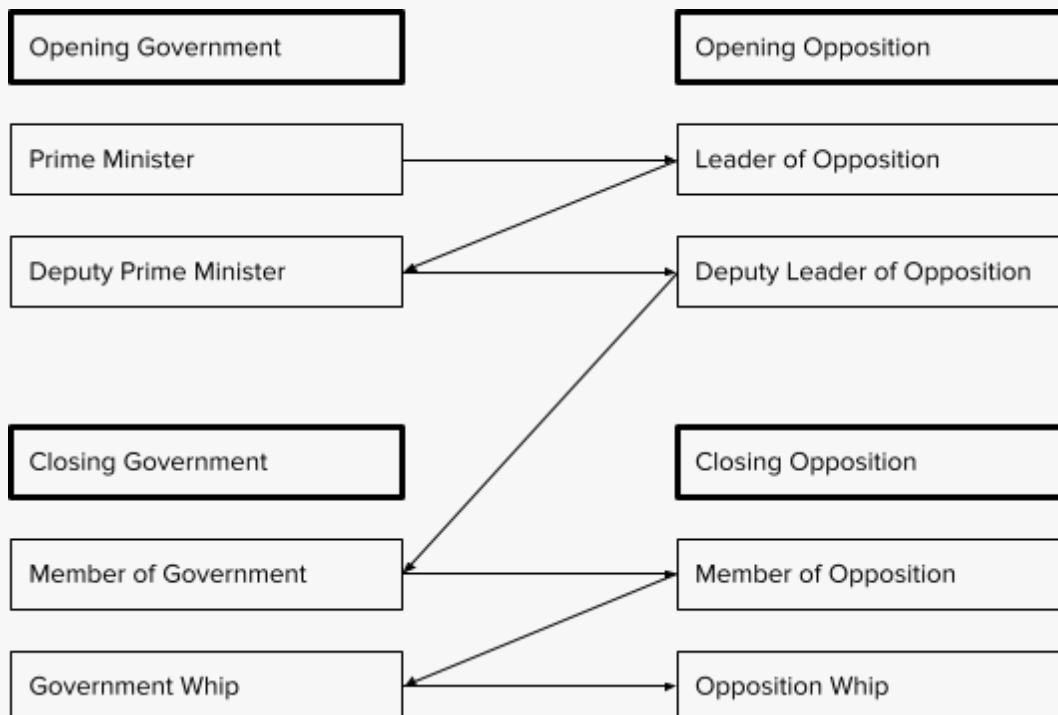 Opening Government
Opening Opposition
Prime Minister
Leader of Opposition
Deputy Prime Minister
Deputy Leader of Opposition
Closing Government
Closing Opposition
Member of Government
Member of Opposition
Government Whip
Opposition Whip